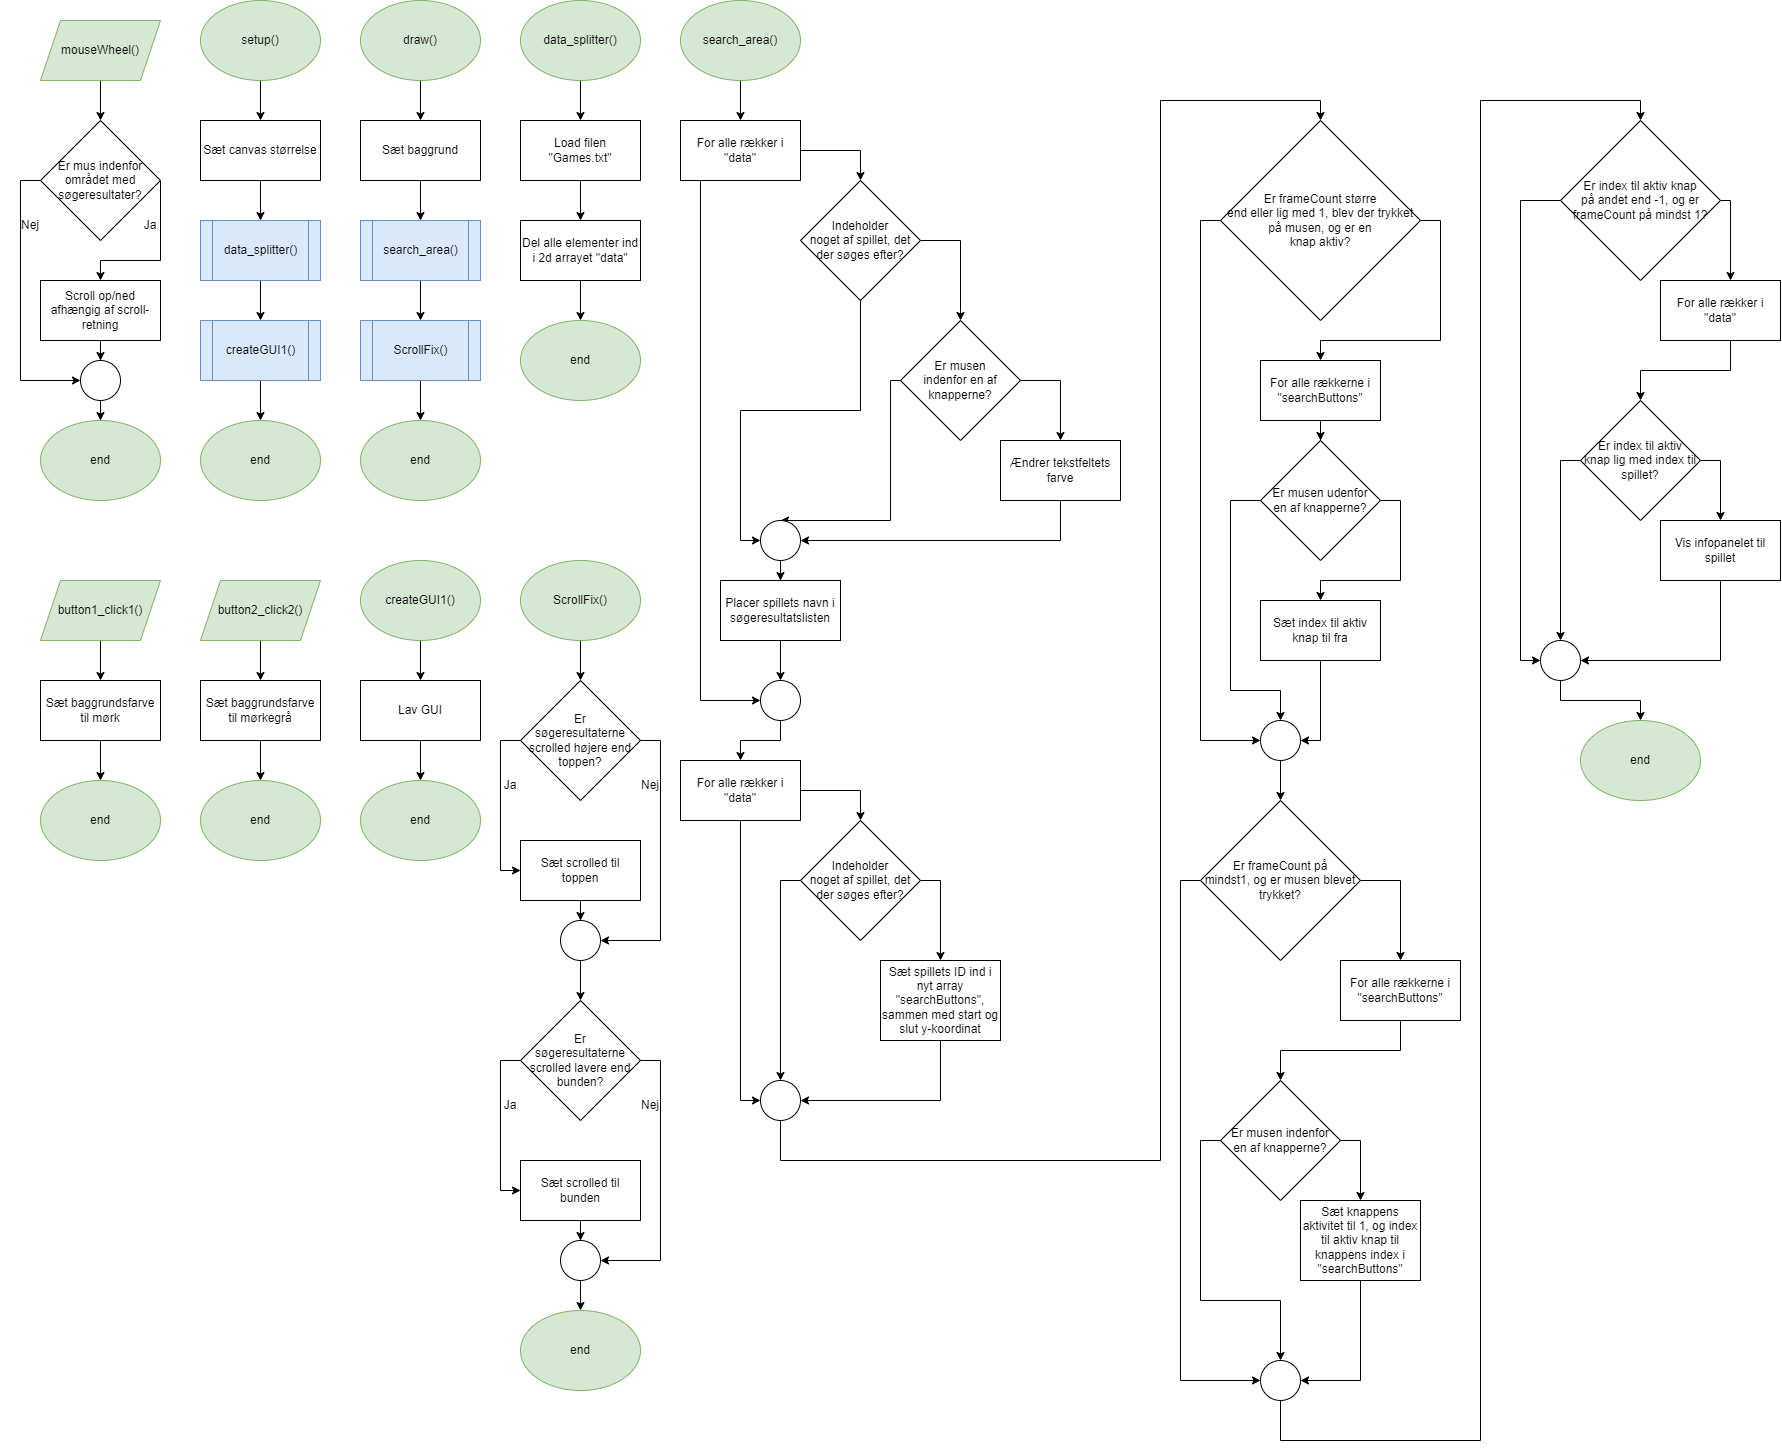 mouseWheel()
Er mus indenfor
området med
søgeresultater?
Nej
Ja
Scroll op/ned
afhængig af scroll-
retning
end
setup()
Sæt canvas størrelse
data_splitter()
createGUI1()
end
draw()
Sæt baggrund
search_area()
ScrollFix()
end
data_splitter()
Load filen
"Games.txt"
Del alle elementer ind
i 2d arrayet "data"
end
button1_click1()
Sæt baggrundsfarve
til mørk
end
button2_click2()
Sæt baggrundsfarve
til mørkegrå
end
createGUI1()
Lav GUI
end
ScrollFix()
Er
søgeresultaterne
scrolled højere end
toppen?
Ja
Nej
Sæt scrolled til
toppen
Er
søgeresultaterne
scrolled lavere end
bunden?
Ja
Nej
Sæt scrolled til
bunden
end
search_area()
For alle rækker i
"data"
Indeholder
noget af spillet, det
der søges efter?
Er musen
indenfor en af
knapperne?
Ændrer tekstfeltets
farve
Placer spillets navn i
søgeresultatslisten
For alle rækker i
"data"
Indeholder
noget af spillet, det
der søges efter?
Sæt spillets ID ind i
nyt array
"searchButtons",
sammen med start og
slut y-koordinat
Er frameCount større
end eller lig med 1, blev der trykket
på musen, og er en
knap aktiv?
For alle rækkerne i
"searchButtons"
Er musen udenfor
en af knapperne?
Sæt index til aktiv
knap til fra
Er frameCount på
mindst1, og er musen blevet
trykket?
For alle rækkerne i
"searchButtons"
Er musen indenfor
en af knapperne?
Sæt knappens
aktivitet til 1, og index
til aktiv knap til
knappens index i
"searchButtons"
Er index til aktiv knap
på andet end -1, og er
frameCount på mindst 1?
For alle rækker i
"data"
Er index til aktiv
knap lig med index til
spillet?
Vis infopanelet til
spillet
end